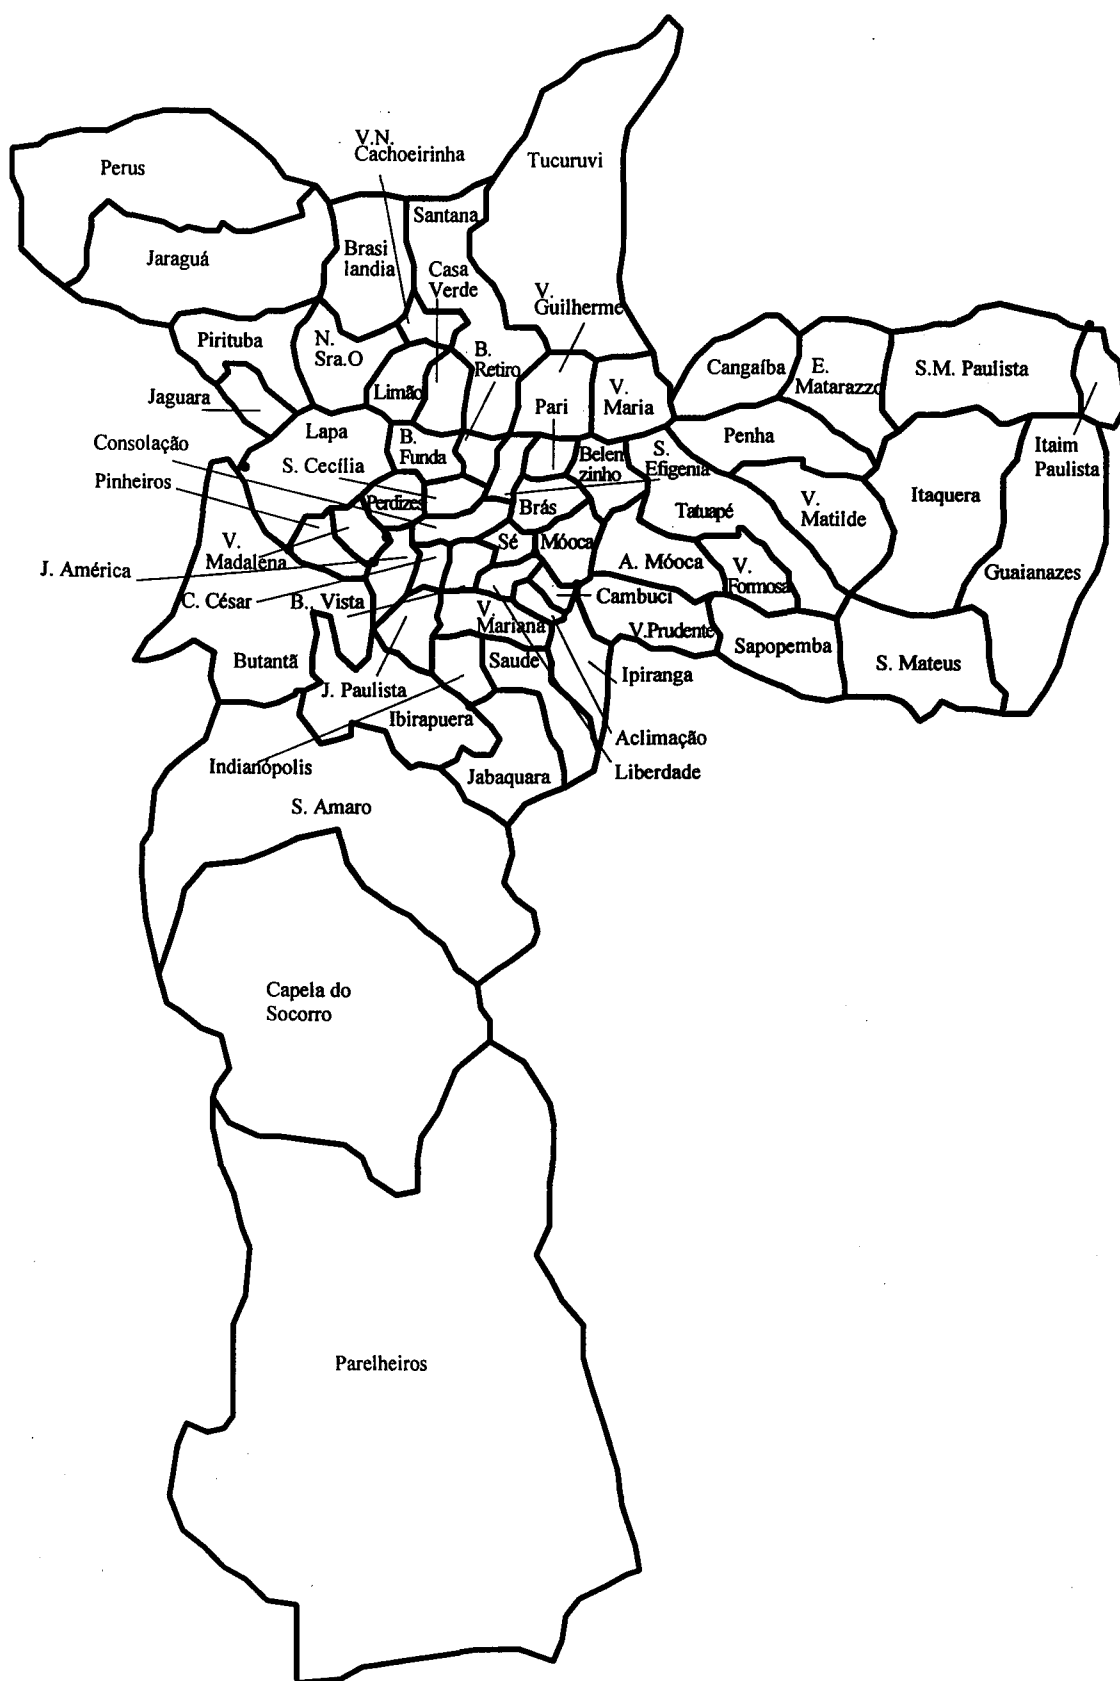 V.N.
Cachoeirinha
Tucuruvi
Perus
Santana
Jaraguá
Brasi
landia
Casa
Verde
V.
Guilherme
Pirituba
N.
Sra.O
B.
Retiro
Cangaíba
E.
Matarazzo
S.M. Paulista
Jaguara
Limão
Pari
V.
Maria
Lapa
B.
Funda
Penha
Itaim
Paulista
Consolação
S. Cecília
Belen
zinho
S.
Efigenia
Pinheiros
Perdizes
Brás
Tatuapé
V.
Matilde
Itaquera
V.
Madalena
Sé
Móoca
J. América
A. Móoca
V.
Formosa
Guaianazes
C. César
B. Vista
Cambuci
V.
Mariana
V.Prudente
Sapopemba
Butantã
Saude
S. Mateus
J. Paulista
Ipiranga
Ibirapuera
Aclimação
Indianópolis
Jabaquara
Liberdade
S. Amaro
Capela do
Socorro
Parelheiros